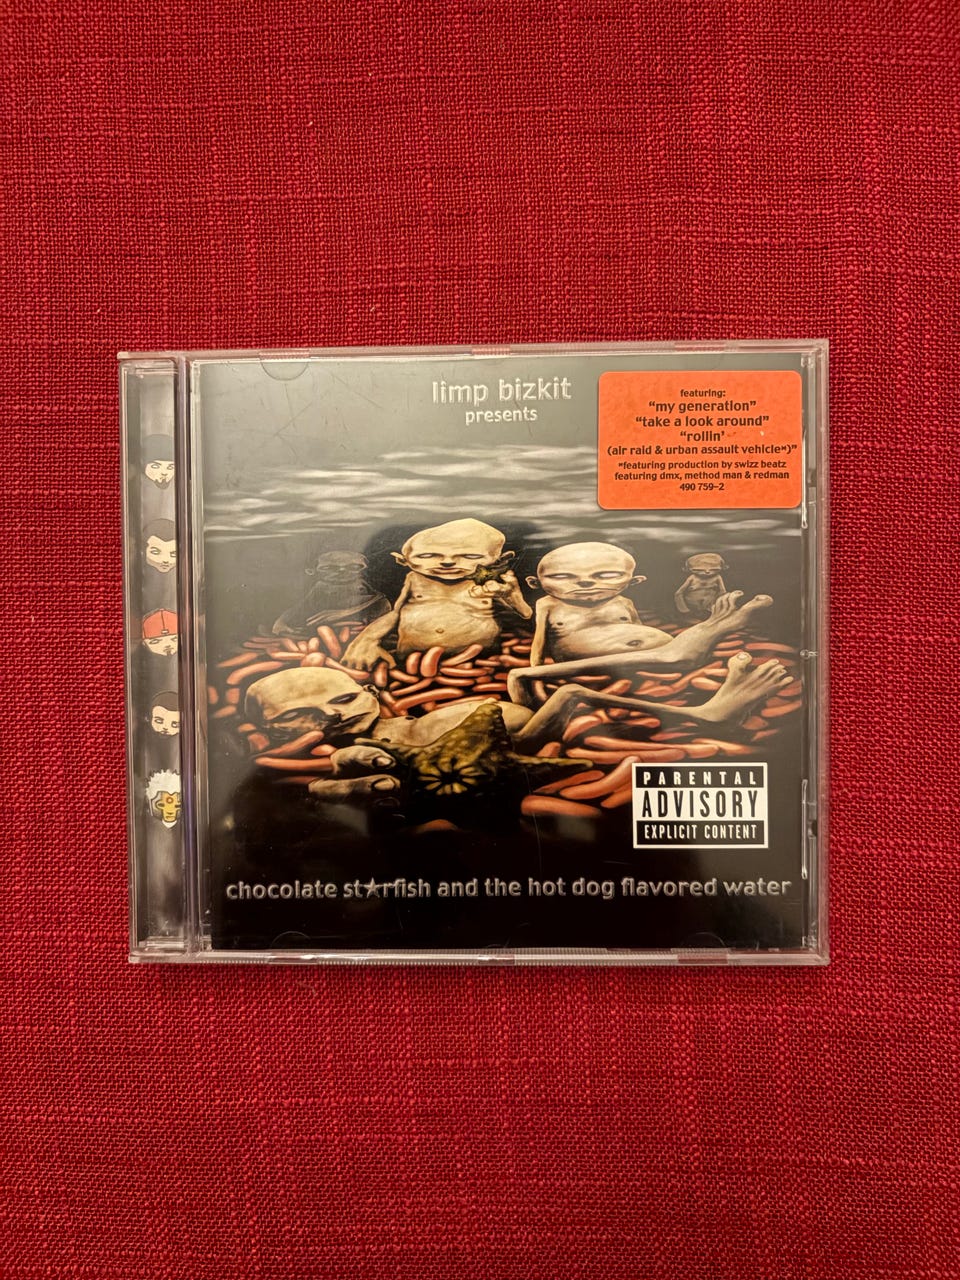 limp bizkit
presents
featuring:
“my generation”
“take a look around”
“rollin’
(air raid & urban assault vehicle*)”
*featuring production by swizz beatz
featuring dmx, method man & redman
490 759-2
PARENTAL
ADVISORY
EXPLICIT CONTENT
chocolate st★rfish and the hot dog flavored water